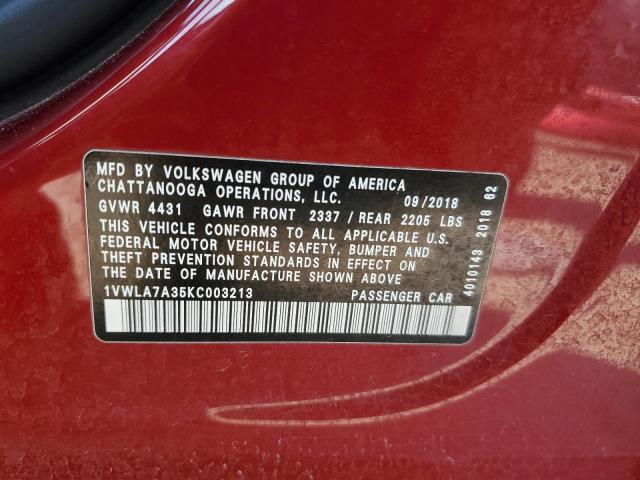 MFD BY VOLKSWAGEN GROUP OF AMERICA
CHATTANOOGA OPERATIONS, LLC. 09/2018
GVWR 4431 GAWR FRONT 2337 / REAR 2205 LBS
THIS VEHICLE CONFORMS TO ALL APPLICABLE U.S.
FEDERAL MOTOR VEHICLE SAFETY, BUMPER AND
THEFT PREVENTION STANDARDS IN EFFECT ON
THE DATE OF MANUFACTURE SHOWN ABOVE
1VWLA7A35KC003213 PASSENGER CAR
4010143 2018 62